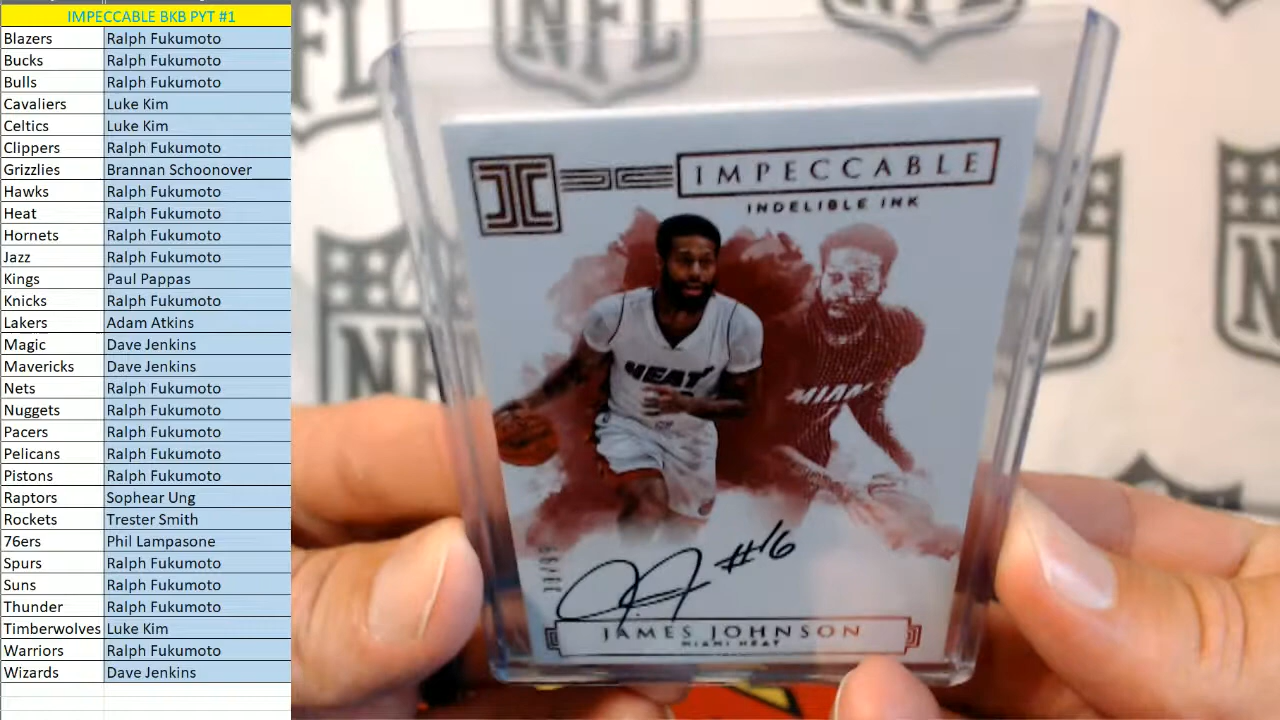 IMPECCABLE BKB PYT #1
Blazers Ralph Fukumoto
Bucks Ralph Fukumoto
Bulls Ralph Fukumoto
Cavaliers Luke Kim
Celtics Luke Kim
Clippers Ralph Fukumoto
Grizzlies Brannan Schoonover
Hawks Ralph Fukumoto
Heat Ralph Fukumoto
Hornets Ralph Fukumoto
Jazz Ralph Fukumoto
Kings Paul Pappas
Knicks Ralph Fukumoto
Lakers Adam Atkins
Magic Dave Jenkins
Mavericks Dave Jenkins
Nets Ralph Fukumoto
Nuggets Ralph Fukumoto
Pacers Ralph Fukumoto
Pelicans Ralph Fukumoto
Pistons Ralph Fukumoto
Raptors Sophear Ung
Rockets Trester Smith
76ers Phil Lampasone
Spurs Ralph Fukumoto
Suns Ralph Fukumoto
Thunder Ralph Fukumoto
Timberwolves Luke Kim
Warriors Ralph Fukumoto
Wizards Dave Jenkins
NFL
NFL
IMPECCABLE
INDELIBLE INK
HEAT
MIAMI
#16
JAMES JOHNSON
MIAMI HEAT